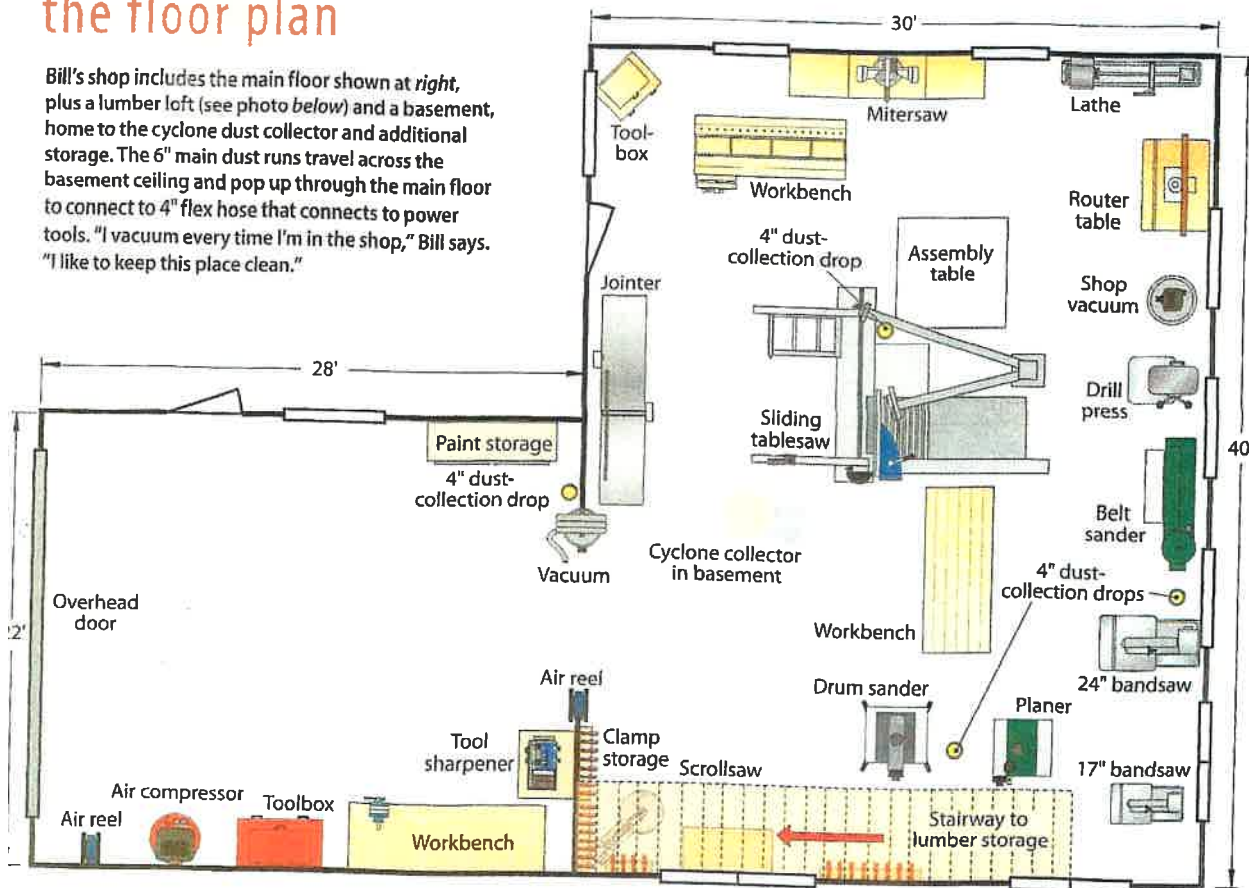 the floor plan
Bill's shop includes the main floor shown at right,
plus a lumber loft (see photo below) and a basement,
home to the cyclone dust collector and additional
storage. The 6" main dust runs travel across the
basement ceiling and pop up through the main floor
to connect to 4" flex hose that connects to power
tools. "I vacuum every time I'm in the shop," Bill says.
"I like to keep this place clean."
30'
Tool-
box
Mitersaw
Lathe
Workbench
Router
table
4" dust-
collection drop
Assembly
table
Shop
vacuum
Jointer
28'
Drill
press
Sliding
tablesaw
40
Paint storage
4" dust-
collection drop
Belt
sander
Vacuum
Cyclone collector
in basement
4" dust-
collection drops
Overhead
door
2'
Workbench
24" bandsaw
Air reel
Drum sander
Planer
Tool
sharpener
Clamp
storage
Scrollsaw
17" bandsaw
Air compressor
Toolbox
Air reel
Workbench
Stairway to
lumber storage